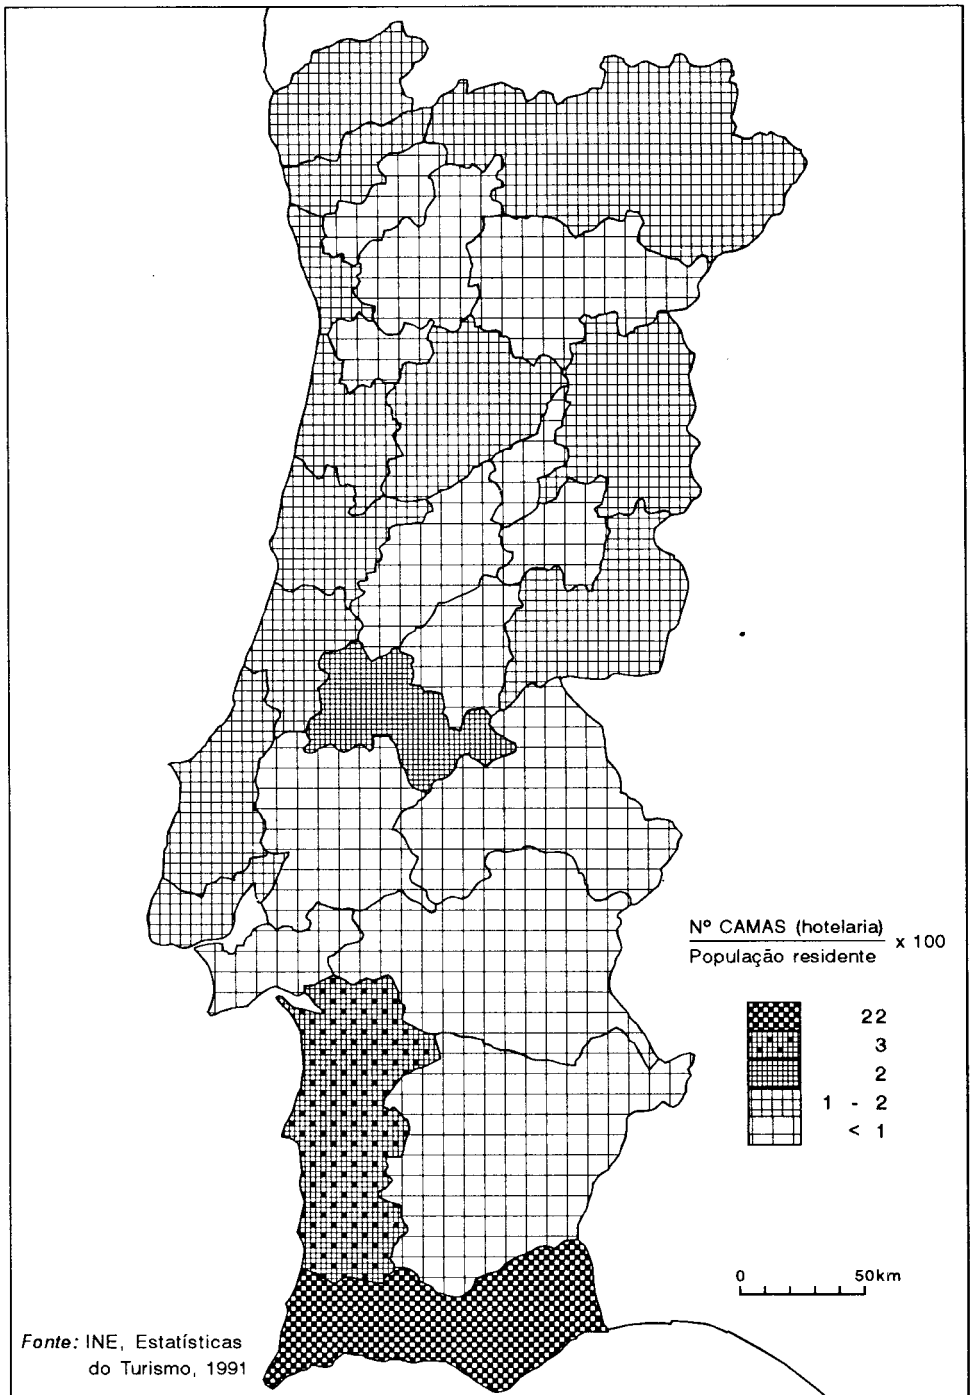 Nº CAMAS (hotelaria)
População residente
x 100
22
3
2
1 - 2
< 1
0 50km
Fonte: INE, Estatísticas
do Turismo, 1991